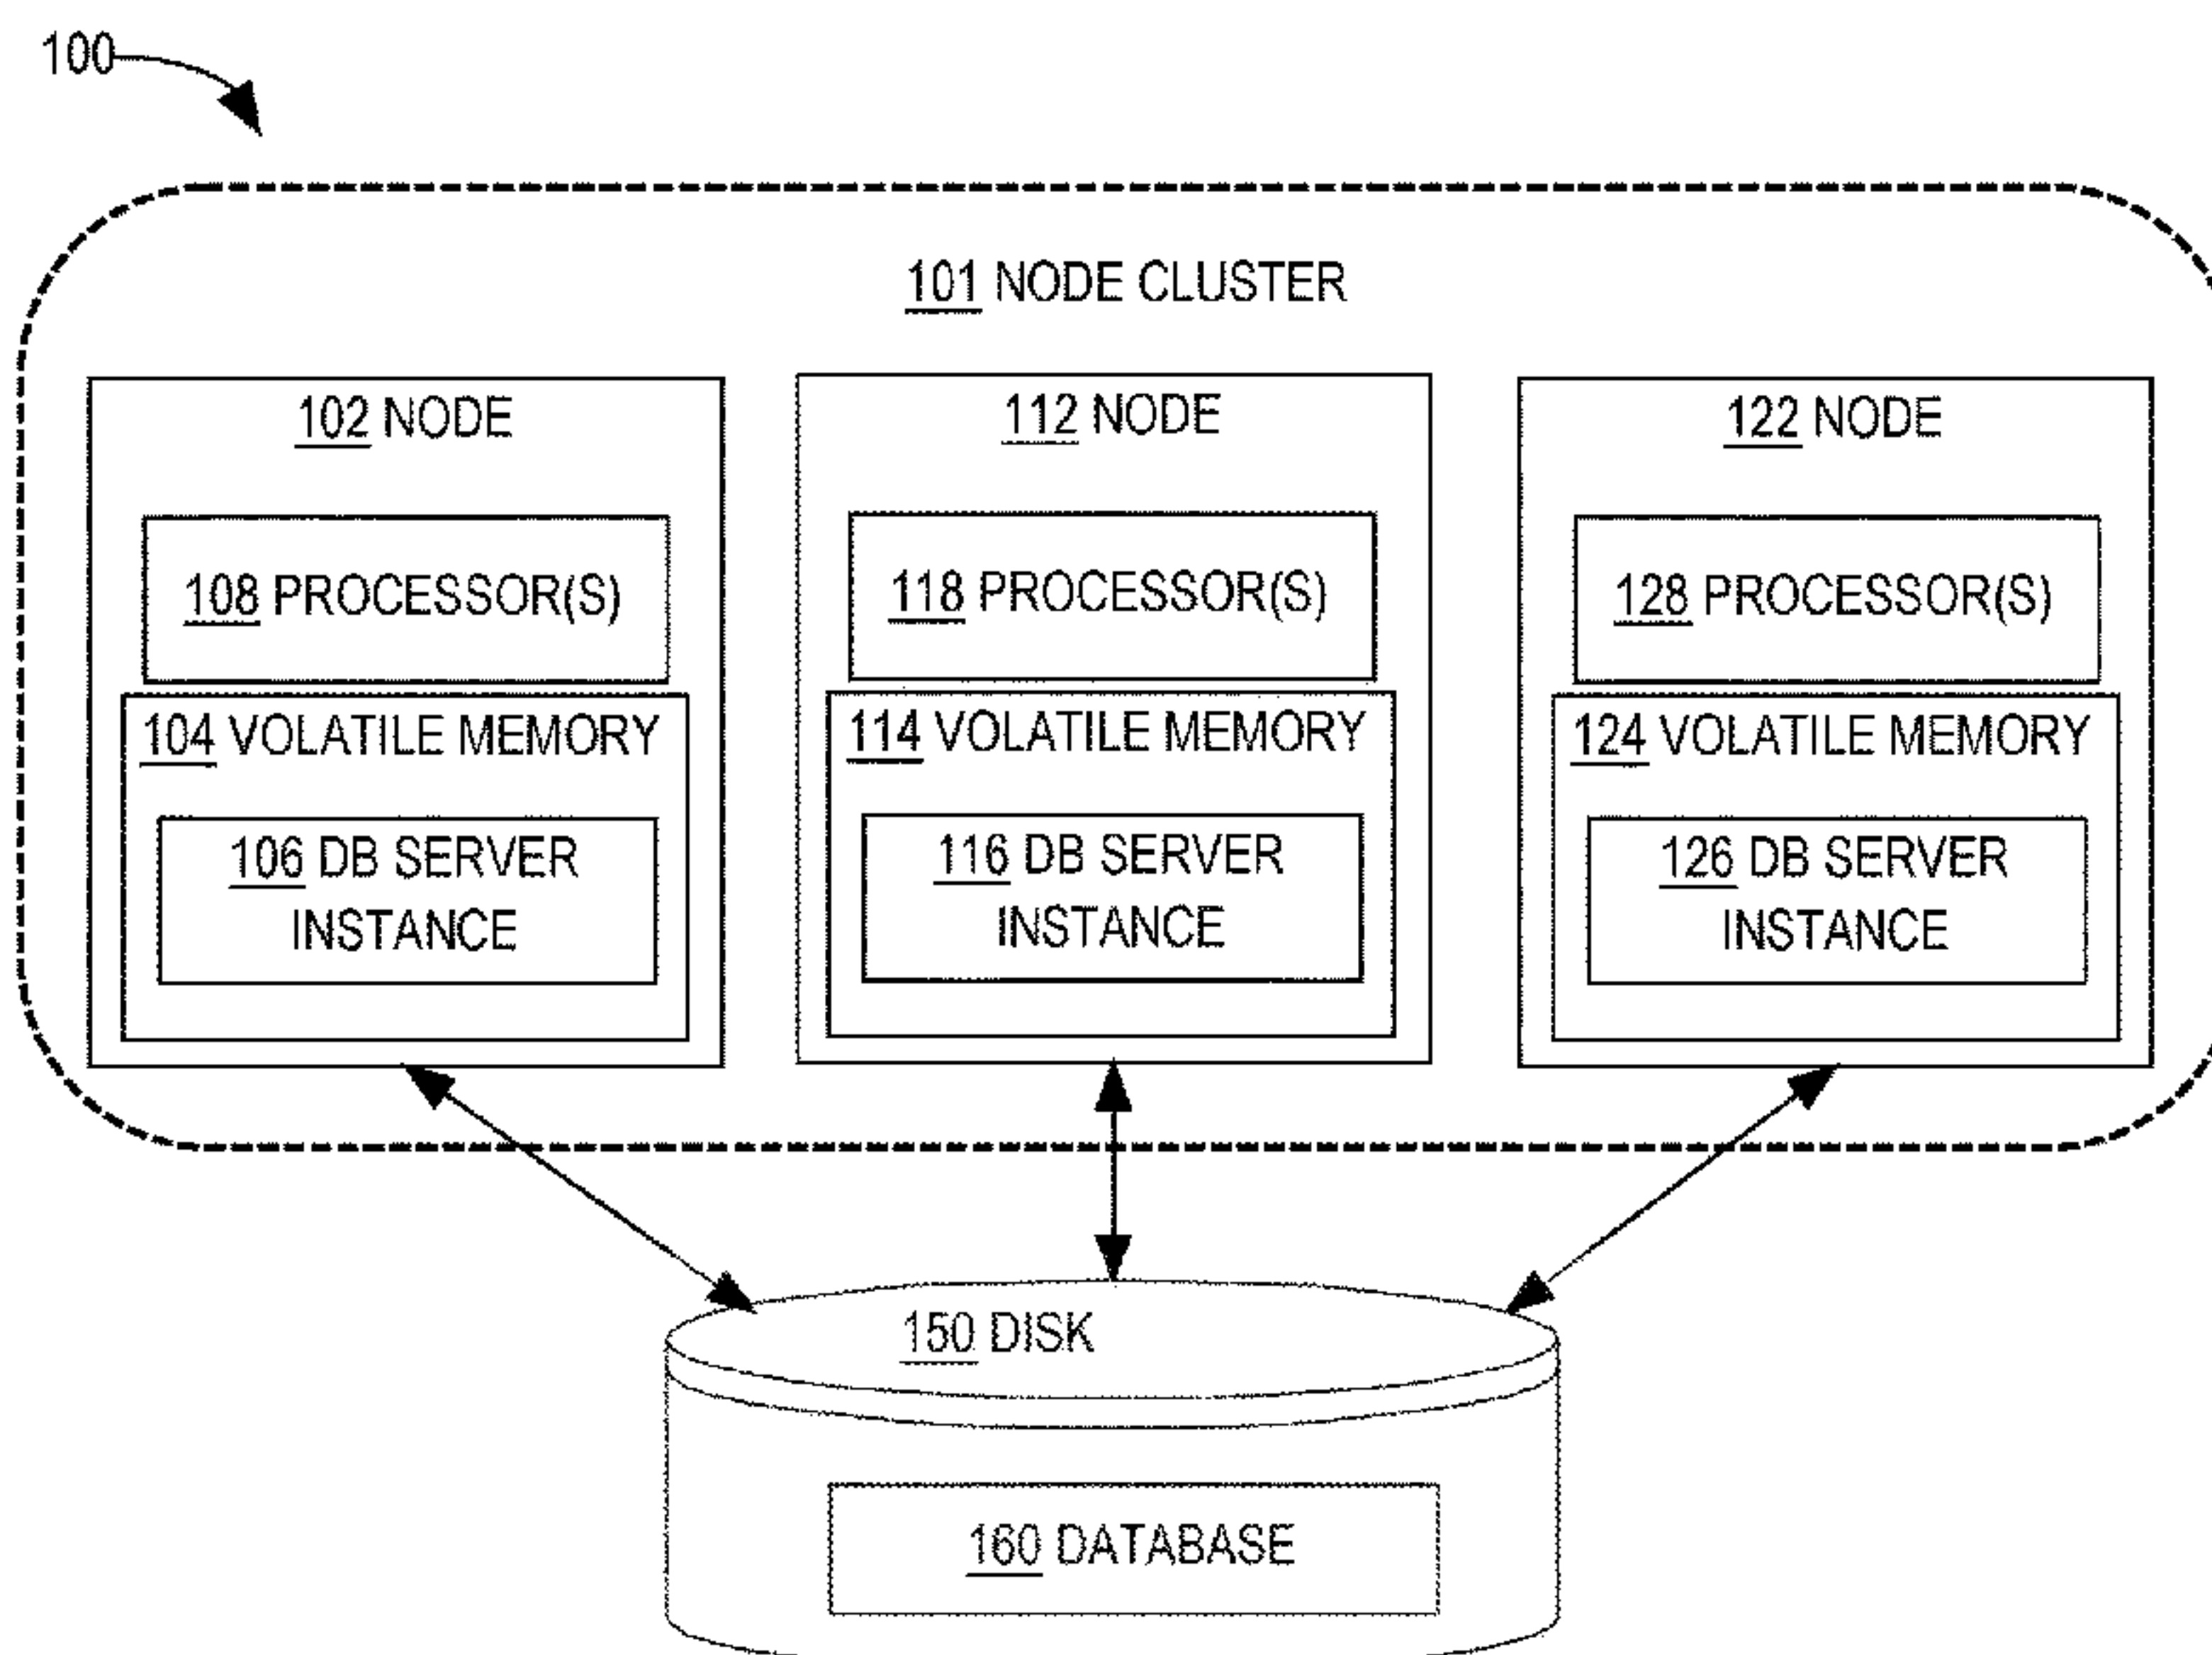 100
101 NODE CLUSTER
102 NODE
108 PROCESSOR(S)
104 VOLATILE MEMORY
106 DB SERVER
INSTANCE
112 NODE
118 PROCESSOR(S)
114 VOLATILE MEMORY
116 DB SERVER
INSTANCE
122 NODE
128 PROCESSOR(S)
124 VOLATILE MEMORY
126 DB SERVER
INSTANCE
150 DISK
160 DATABASE